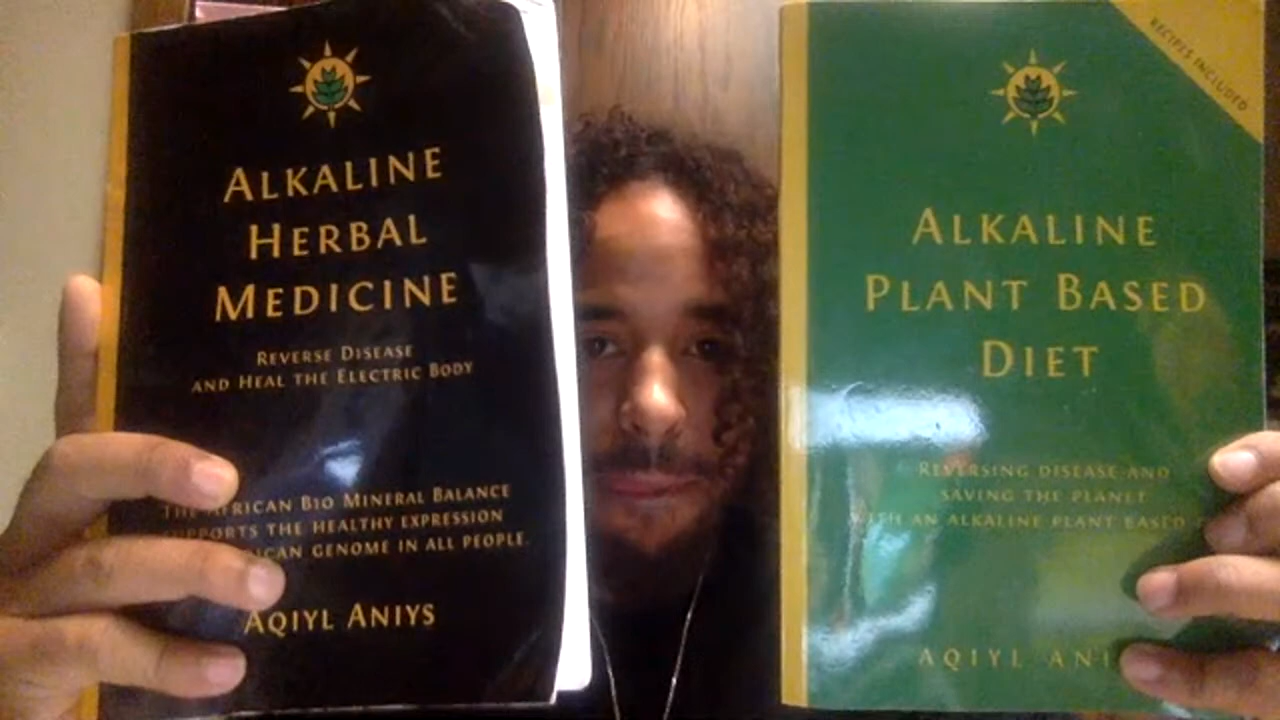 ALKALINE
HERBAL
MEDICINE
REVERSE DISEASE
AND HEAL THE ELECTRIC BODY
AFRICAN BIO MINERAL BALANCE
THE HEALTHY EXPRESSION
GENOME IN ALL PEOPLE.
AQIYL ANIYS
RECIPES INCLUDED
ALKALINE
PLANT BASED
DIET
REVERSING DISEASE AND
SAVING THE PLANET
WITH AN ALKALINE PLANT BASED
AQIYL